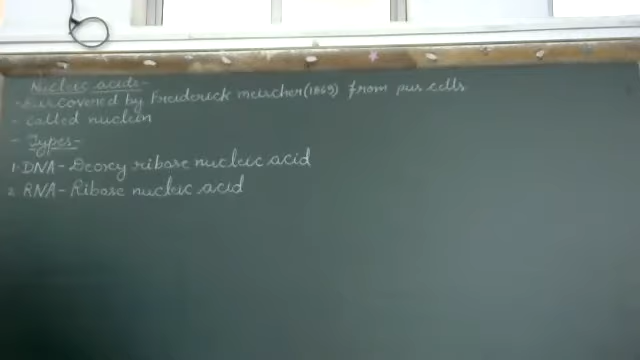 Nucleic acids-
- Discovered by Freiderick meischer (1869) from pus cells
- called nuclein
- Types-
1. DNA- Deoxy ribose nucleic acid
2. RNA- Ribose nucleic acid